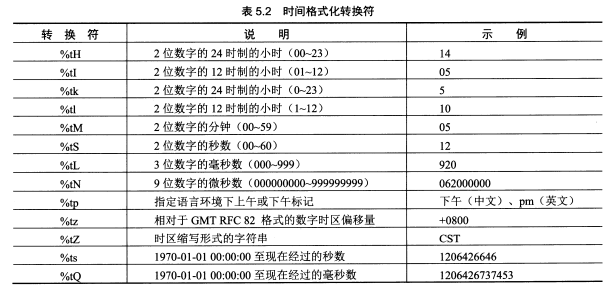 表 5.2 时间格式化转换符
转 换 符 说 明 示 例
%tH 2 位数字的 24 时制的小时（00~23） 14
%tI 2 位数字的 12 时制的小时（01~12） 05
%tk 2 位数字的 24 时制的小时（0~23） 5
%tl 2 位数字的 12 时制的小时（1~12） 10
%tM 2 位数字的分钟（00~59） 05
%tS 2 位数字的秒数（00~60） 12
%tL 3 位数字的毫秒数（000~999） 920
%tN 9 位数字的微秒数（000000000~999999999） 062000000
%tp 指定语言环境下上午或下午标记 下午（中文）、pm（英文）
%tz 相对于 GMT RFC 82 格式的数字时区偏移量 +0800
%tZ 时区缩写形式的字符串 CST
%ts 1970-01-01 00:00:00 至现在经过的秒数 1206426646
%tQ 1970-01-01 00:00:00 至现在经过的毫秒数 1206426737453